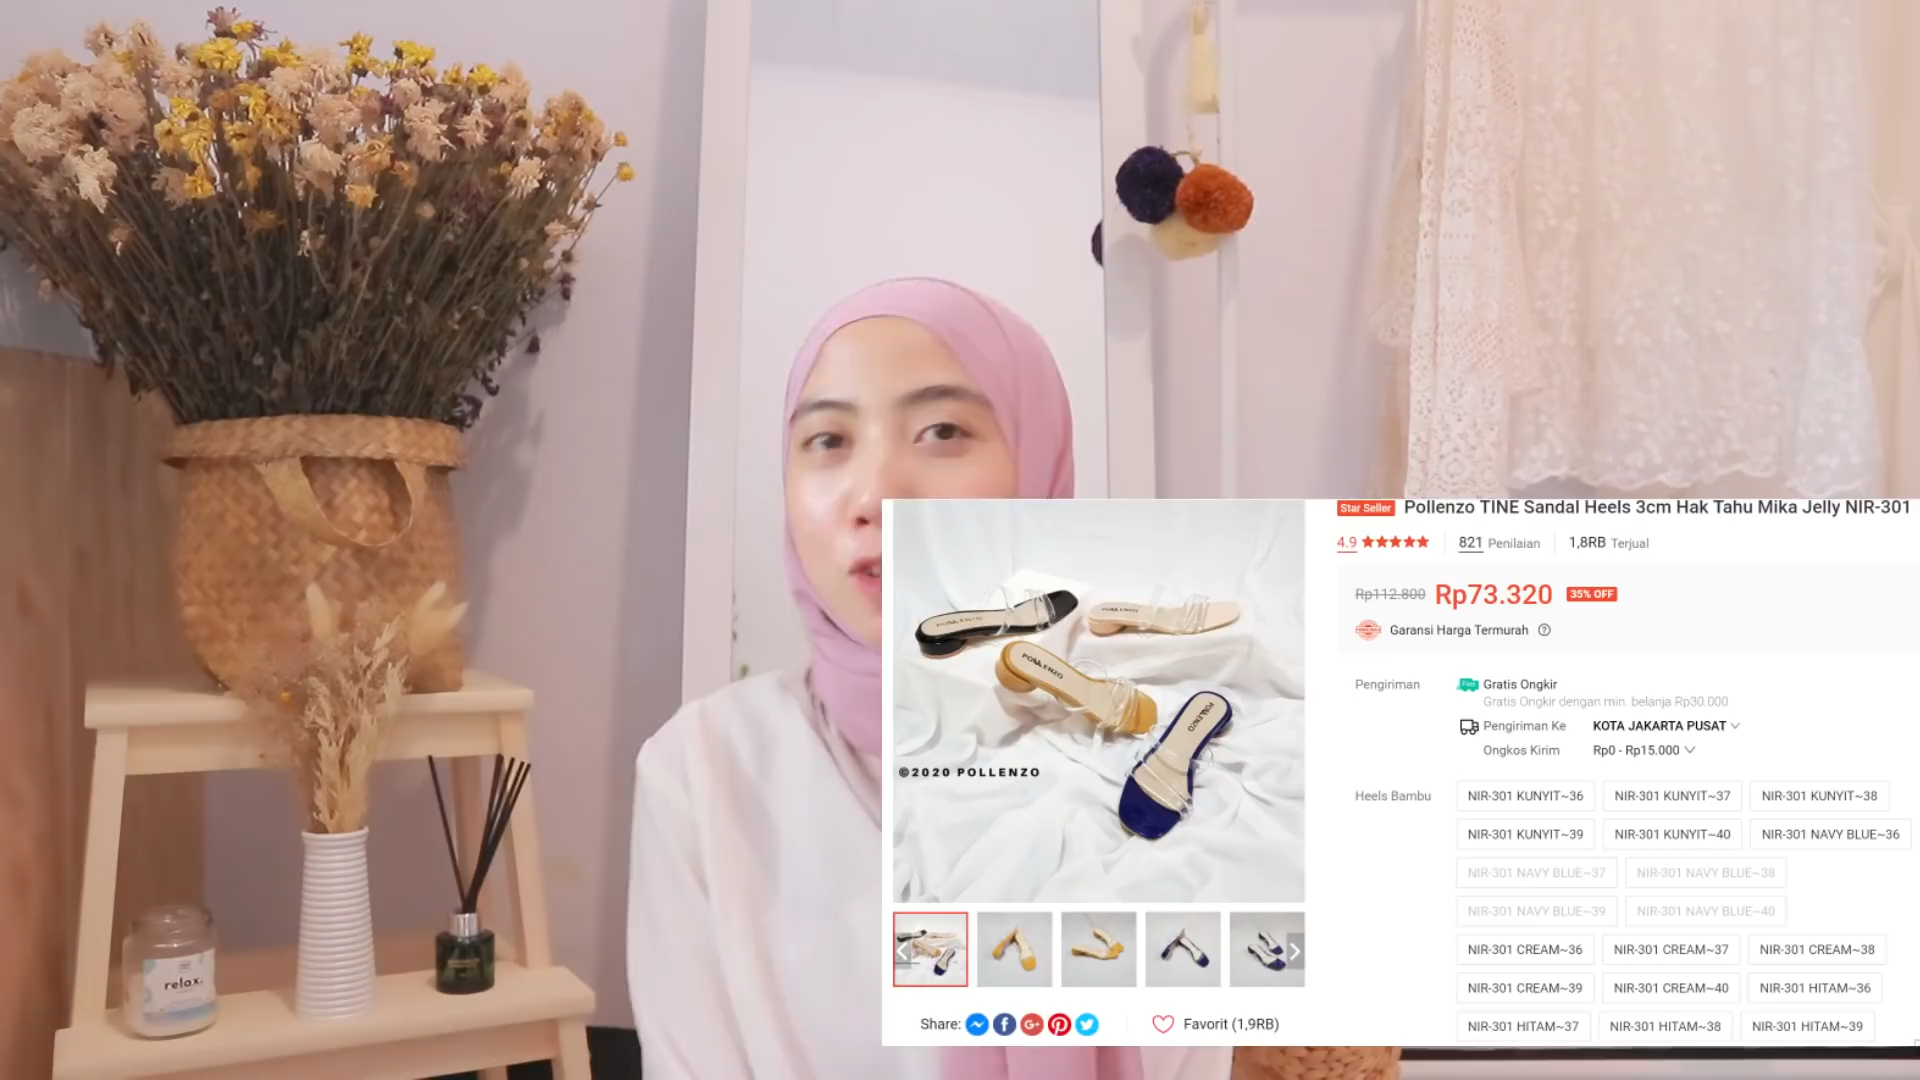 relax.
Star Seller Pollenzo TINE Sandal Heels 3cm Hak Tahu Mika Jelly NIR-301
4.9 821 Penilaian 1,8RB Terjual
Rp112.800 Rp73.320 35% OFF
Garansi Harga Termurah
Pengiriman Gratis Ongkir
Gratis Ongkir dengan min. belanja Rp30.000
Pengiriman Ke KOTA JAKARTA PUSAT
Ongkos Kirim Rp0 - Rp15.000
POLLENZO
POLLENZO
POLLENZO
POLLENZO
©2020 POLLENZO
Heels Bambu NIR-301 KUNYIT~36 NIR-301 KUNYIT~37 NIR-301 KUNYIT~38
NIR-301 KUNYIT~39 NIR-301 KUNYIT~40 NIR-301 NAVY BLUE~36
NIR-301 NAVY BLUE~37 NIR-301 NAVY BLUE~38
NIR-301 NAVY BLUE~39 NIR-301 NAVY BLUE~40
NIR-301 CREAM~36 NIR-301 CREAM~37 NIR-301 CREAM~38
NIR-301 CREAM~39 NIR-301 CREAM~40 NIR-301 HITAM~36
NIR-301 HITAM~37 NIR-301 HITAM~38 NIR-301 HITAM~39
Share: Favorit (1,9RB)